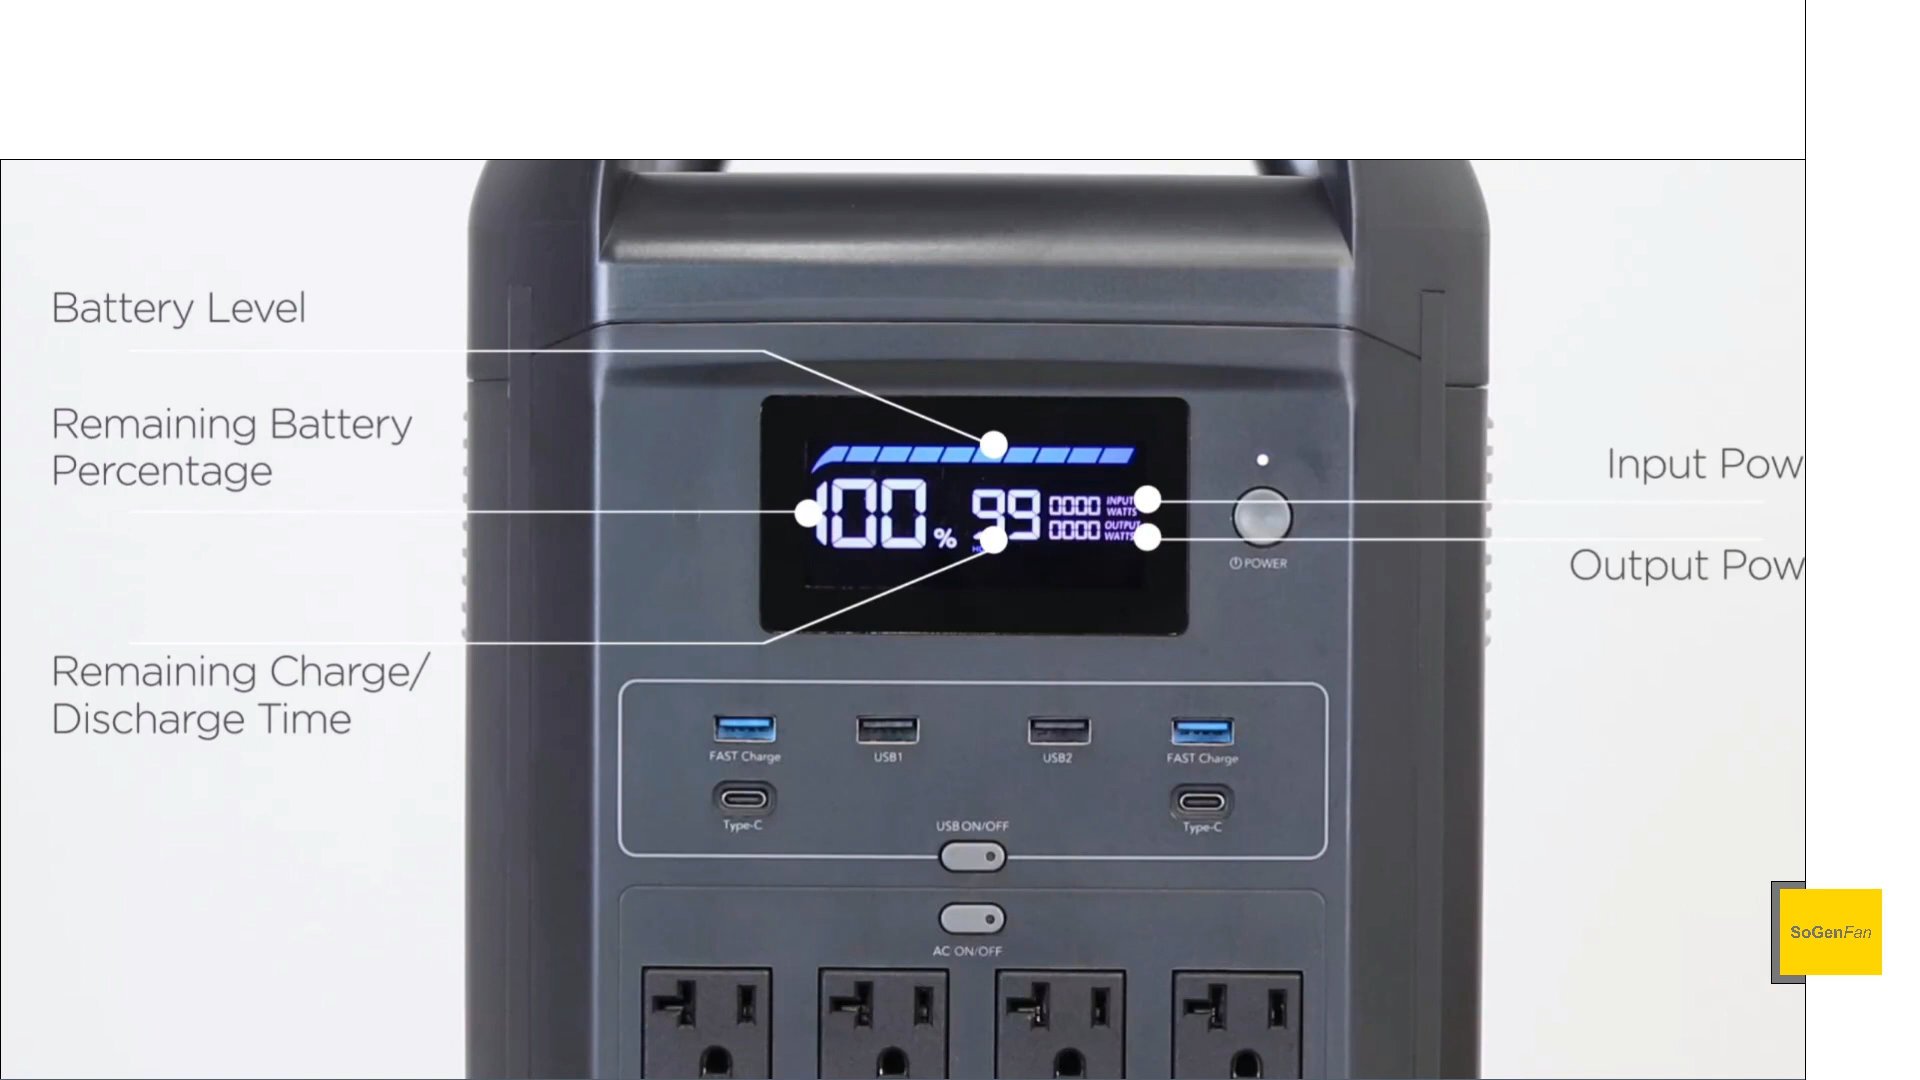 Battery Level
Remaining Battery
Percentage
Remaining Charge/
Discharge Time
100 %
99
0000 INPUT WATTS
0000 OUTPUT WATTS
Input Pow
Output Pow
POWER
FAST Charge
USB1
USB2
FAST Charge
Type-C
Type-C
USB ON/OFF
AC ON/OFF
SoGenFan